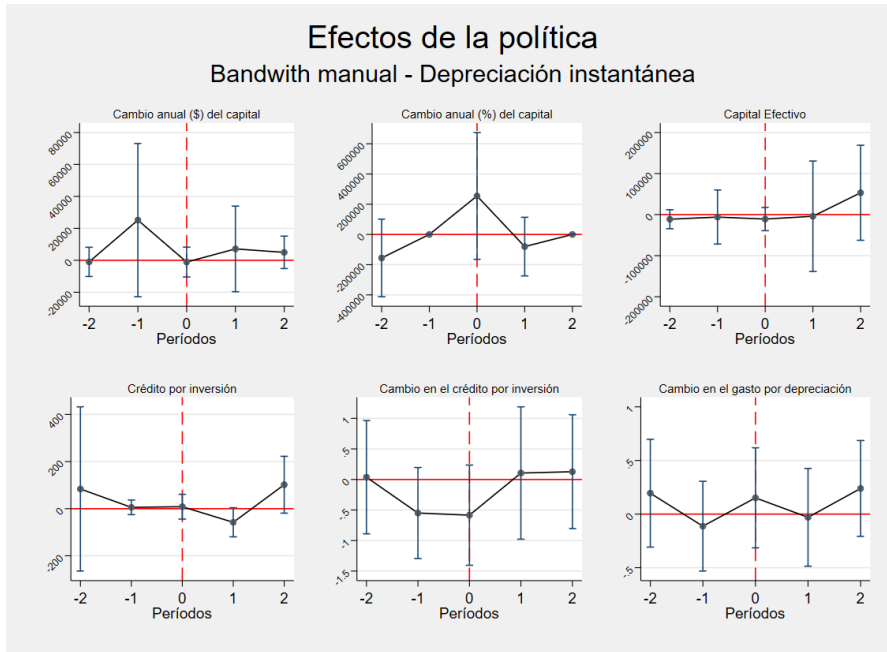 Efectos de la política
Bandwith manual - Depreciación instantánea
Cambio anual ($) del capital
80000
60000
40000
20000
0
-20000
-2 -1 0 1 2
Períodos
Cambio anual (%) del capital
600000
400000
200000
0
-200000
-400000
-2 -1 0 1 2
Períodos
Capital Efectivo
200000
100000
0
-100000
-200000
-2 -1 0 1 2
Períodos
Crédito por inversión
400
200
0
-200
-2 -1 0 1 2
Períodos
Cambio en el crédito por inversión
1
.5
0
-.5
-1
-1.5
-2 -1 0 1 2
Períodos
Cambio en el gasto por depreciación
1
.5
0
-.5
-2 -1 0 1 2
Períodos